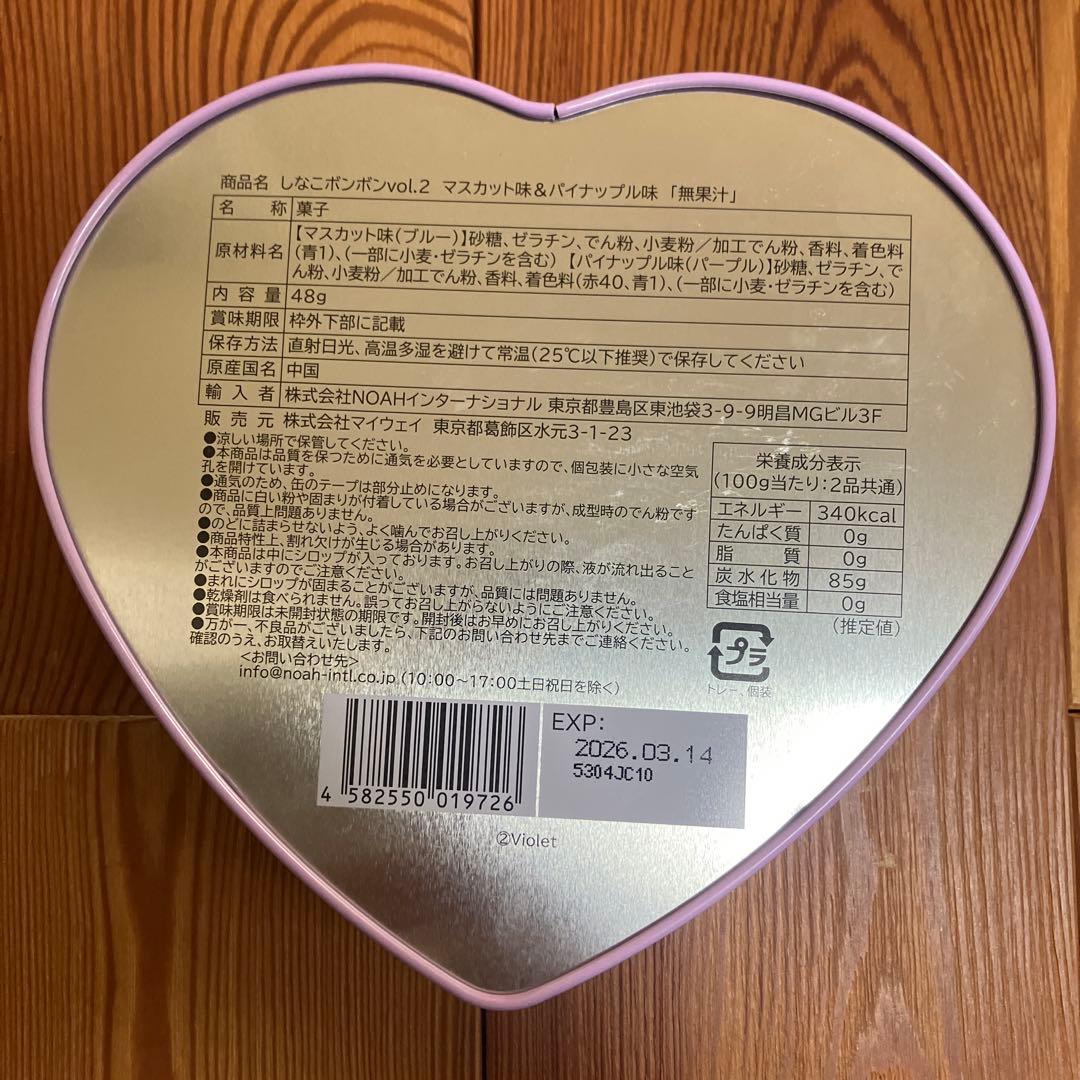 商品名 しなこボンボンvol.2 マスカット味&パイナップル味 「無果汁」
名 称 菓子
原材料名 【マスカット味(ブルー)】砂糖、ゼラチン、でん粉、小麦粉/加工でん粉、香料、着色料
(青1)、(一部に小麦・ゼラチンを含む) 【パイナップル味(パープル)】砂糖、ゼラチン、で
ん粉、小麦粉/加工でん粉、香料、着色料(赤40、青1)、(一部に小麦・ゼラチンを含む)
内 容 量 48g
賞味期限 枠外下部に記載
保存方法 直射日光、高温多湿を避けて常温(25℃以下推奨)で保存してください
原産国名 中国
輸 入 者 株式会社NOAHインターナショナル 東京都豊島区東池袋3-9-9明昌MGビル3F
販 売 元 株式会社マイウェイ 東京都葛飾区水元3-1-23
●涼しい場所で保管してください。
●本商品は品質を保つために通気を必要としていますので、個包装に小さな空気
孔を開けています。
●通気のため、缶のテープは部分止めになります。
●商品に白い粉や固まりが付着している場合がございますが、成型時のでん粉です
ので、品質上問題ありません。
●のどに詰まらせないよう、よく噛んでお召し上がりください。
●商品特性上、割れ欠けが生じる場合があります。
●本商品は中にシロップが入っております。お召し上がりの際、液が流れ出ること
がございますのでご注意ください。
●まれにシロップが固まることがございますが、品質には問題ありません。
●乾燥剤は食べられません。誤ってお召し上がらないようにご注意ください。
●賞味期限は未開封状態の期限です。開封後はお早めにお召し上がりください。
●万が一、不良品がございましたら、下記のお問い合わせ先までご連絡ください。
確認のうえ、お取替えいたします。
<お問い合わせ先>
info@noah-intl.co.jp (10:00～17:00土日祝日を除く)
栄養成分表示
(100g当たり:2品共通)
エネルギー 340kcal
たんぱく質 0g
脂 質 0g
炭水化物 85g
食塩相当量 0g
(推定値)
プラ
トレー、個装
4 582550 019726
EXP:
2026.03.14
5304JC10
②Violet